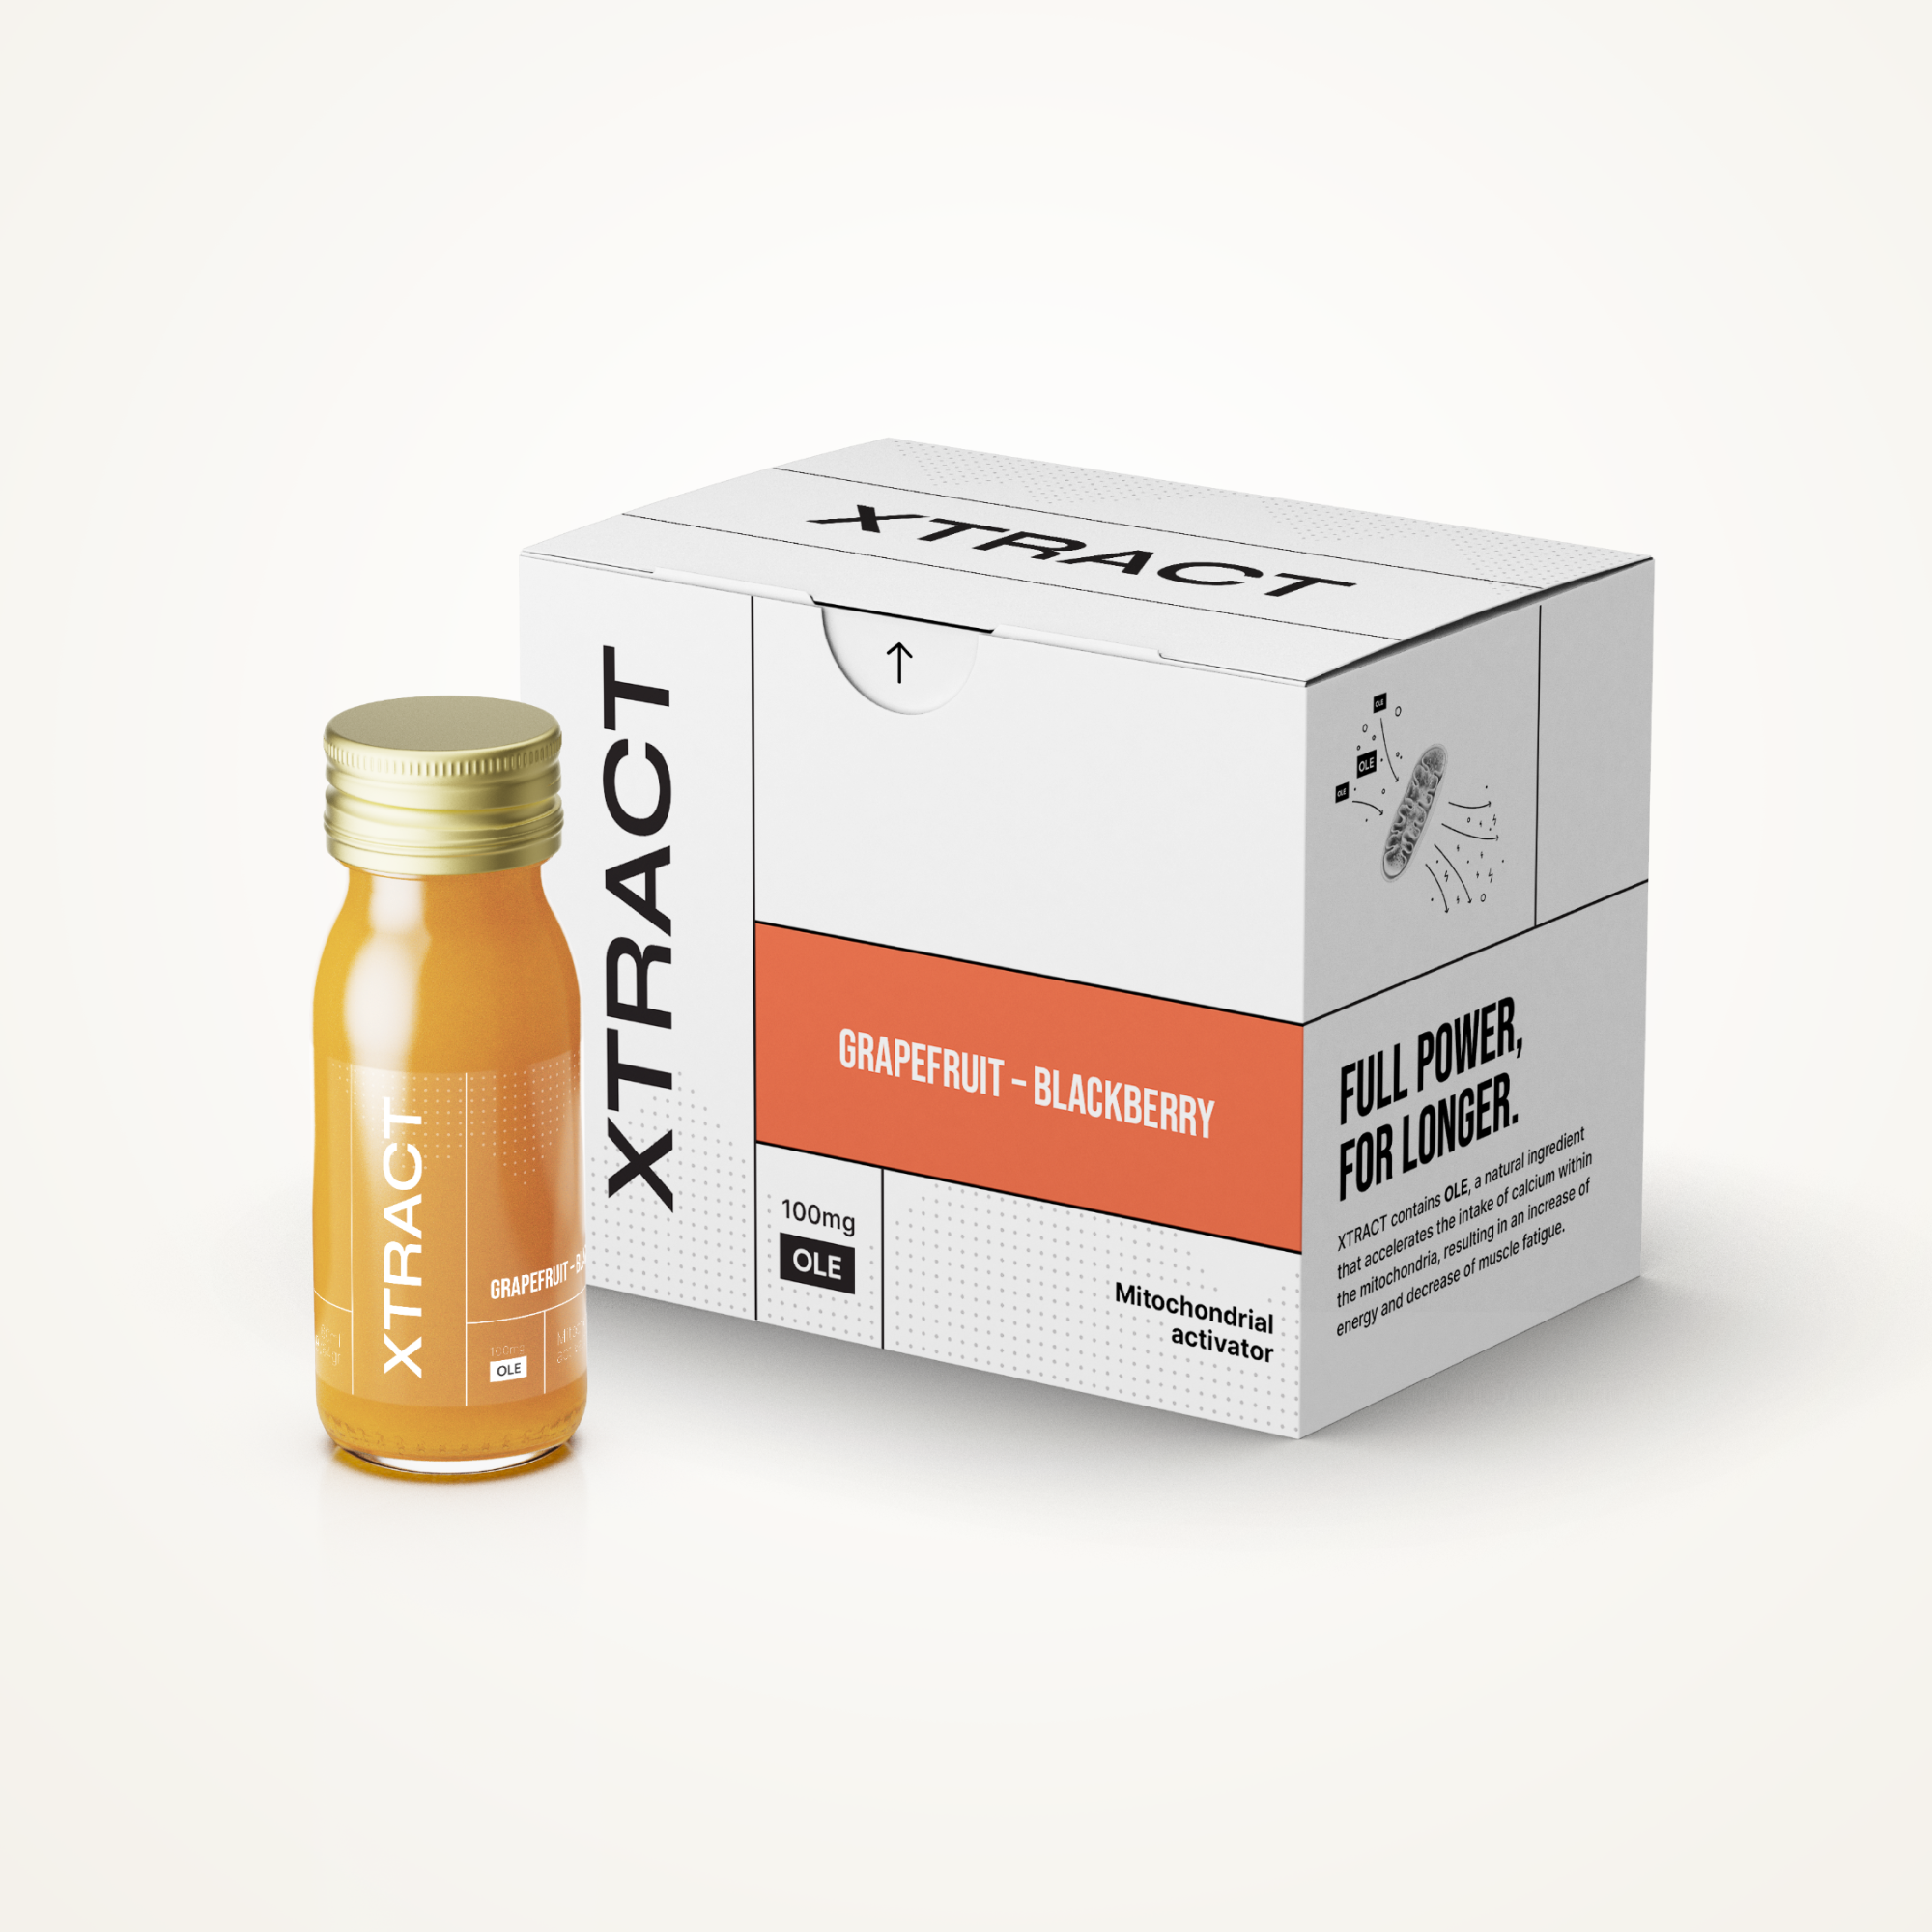 XTRACT
XTRACT
GRAPEFRUIT – BLACKBERRY
100mg
OLE
Mitochondrial
activator
OLE
OLE
OLE
FULL POWER,
FOR LONGER.
XTRACT contains OLE, a natural ingredient
that accelerates the intake of calcium within
the mitochondria, resulting in an increase of
energy and decrease of muscle fatigue.
XTRACT
GRAPEFRUIT –
100mg
OLE